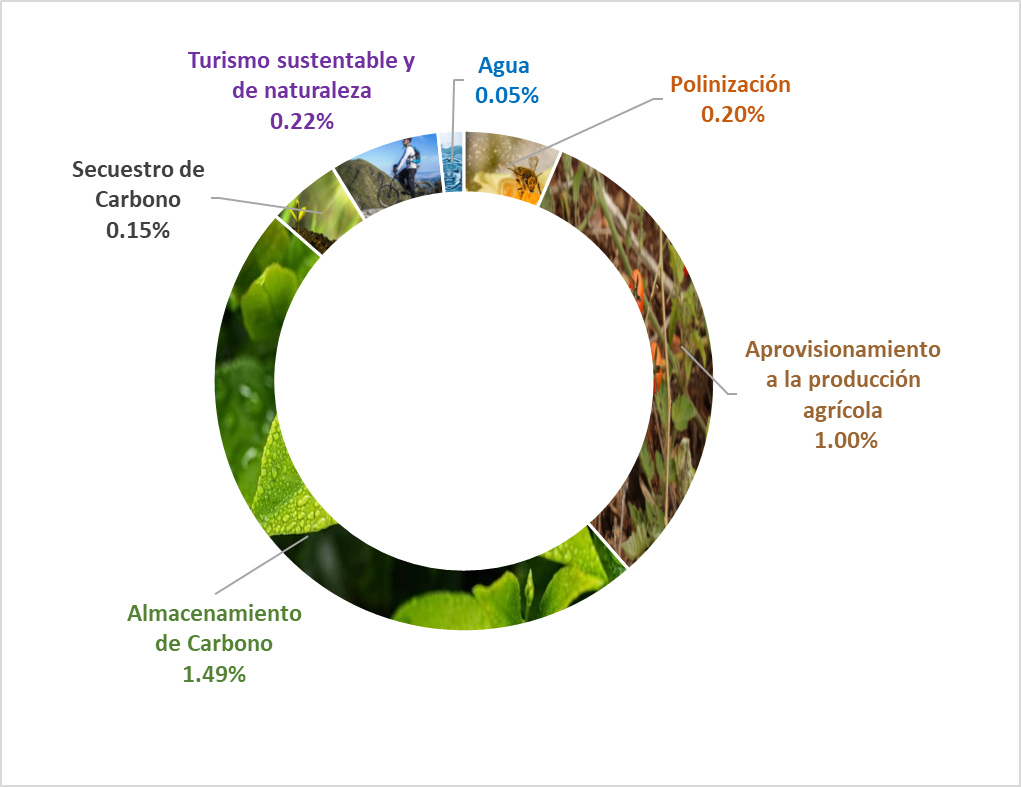 Turismo sustentable y
de naturaleza
0.22%
Agua
0.05%
Polinización
0.20%
Secuestro de
Carbono
0.15%
Aprovisionamiento
a la producción
agrícola
1.00%
Almacenamiento
de Carbono
1.49%